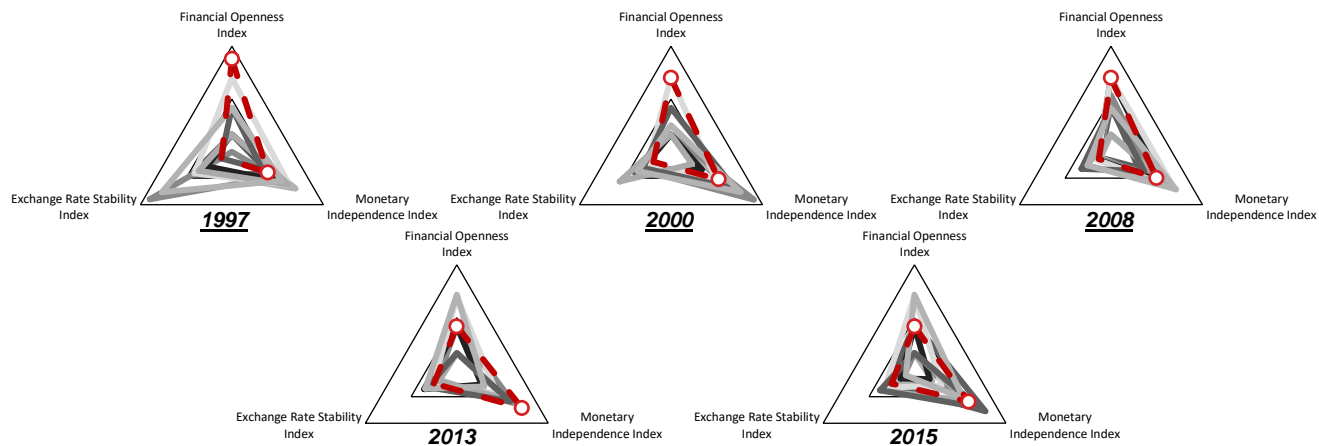 Financial Openness
Index
Exchange Rate Stability
Index
Monetary
Independence Index
1997
Financial Openness
Index
Exchange Rate Stability
Index
Monetary
Independence Index
2000
Financial Openness
Index
Exchange Rate Stability
Index
Monetary
Independence Index
2008
Financial Openness
Index
Exchange Rate Stability
Index
Monetary
Independence Index
2013
Financial Openness
Index
Exchange Rate Stability
Index
Monetary
Independence Index
2015